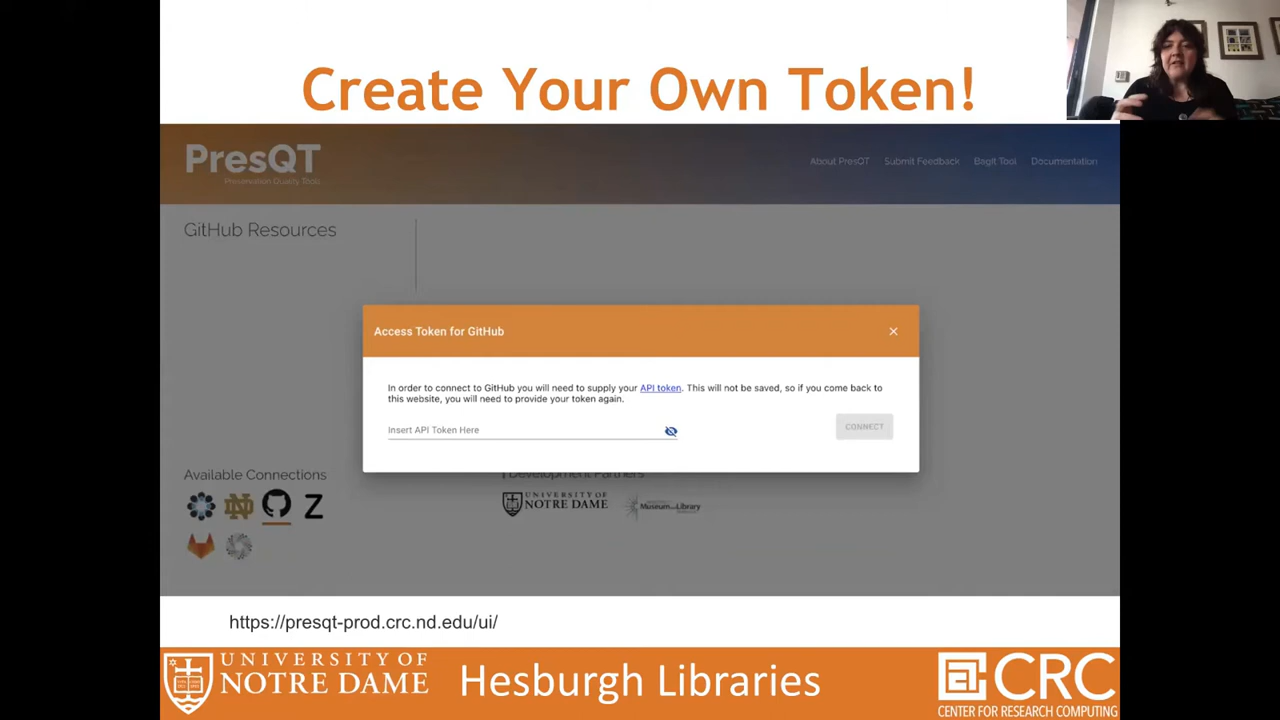 Create Your Own Token!
PresQT
Preservation Quality Tools
About PresQT Submit Feedback BagIt Tool Documentation
GitHub Resources
Access Token for GitHub
In order to connect to GitHub you will need to supply your API token. This will not be saved, so if you come back to
this website, you will need to provide your token again.
Insert API Token Here
CONNECT
Available Connections
Development Partners
UNIVERSITY OF
NOTRE DAME
Museum and Library
https://presqt-prod.crc.nd.edu/ui/
UNIVERSITY OF
NOTRE DAME
Hesburgh Libraries
CRC
CENTER FOR RESEARCH COMPUTING